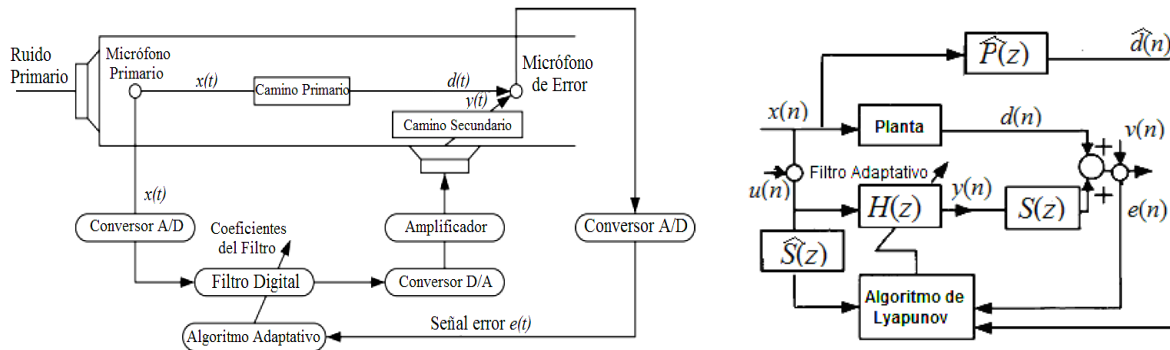 Ruido
Primario
Micrófono
Primario
x(t)
Camino Primario
d(t)
y(t)
Micrófono
de Error
Camino Secundario
x(t)
Conversor A/D
Coeficientes
del Filtro
Amplificador
Conversor A/D
Filtro Digital
Conversor D/A
Algoritmo Adaptativo
Señal error e(t)
P̂(z)
d̂(n)
x(n)
Planta
d(n)
v(n)
+
u(n)
Filtro Adaptativo
H(z)
y(n)
S(z)
+
e(n)
Ŝ(z)
Algoritmo de
Lyapunov